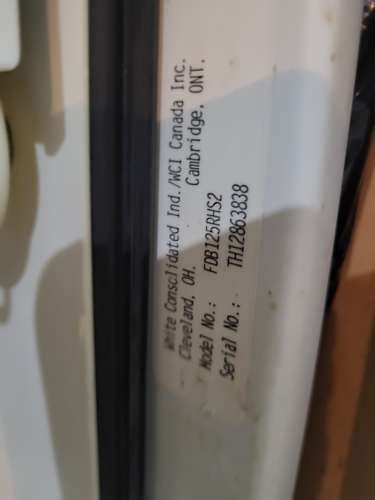 White Consolidated Ind./WCI Canada Inc.
Cleveland, OH. Cambridge, ONT.
Model No.: FDB125RHS2
Serial No.: TH12863838